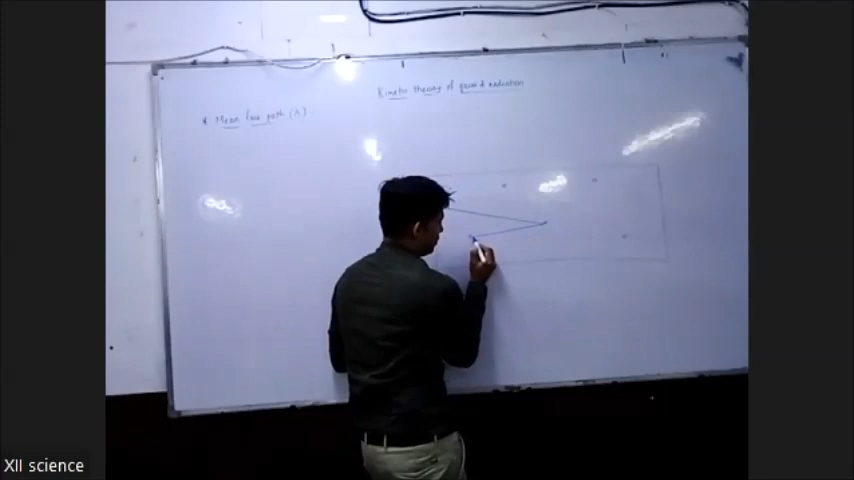 Kinetic theory of gases & radiation
* Mean free path (λ)
XII science